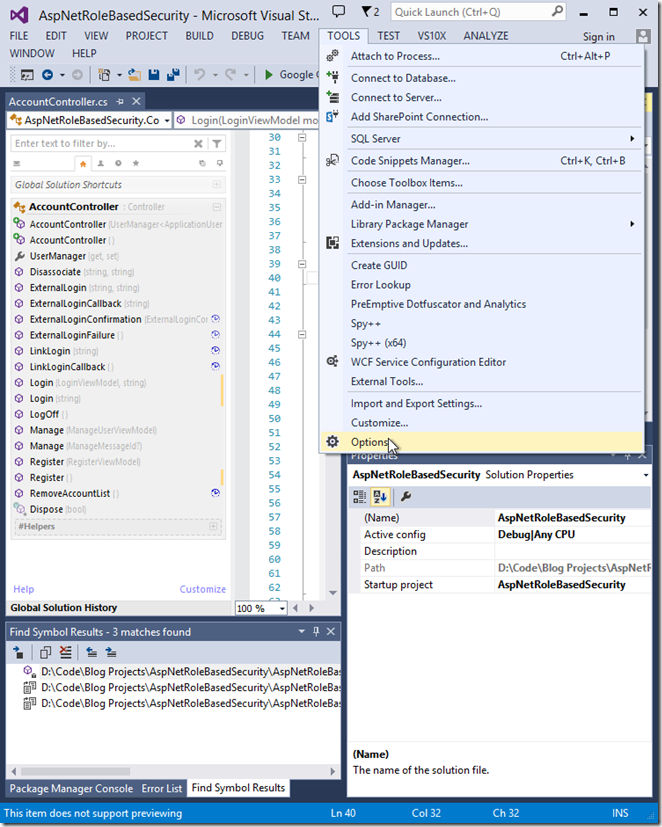 AspNetRoleBasedSecurity - Microsoft Visual St...
2
Quick Launch (Ctrl+Q)
FILE EDIT VIEW PROJECT BUILD DEBUG TEAM TOOLS TEST VS10X ANALYZE Sign in
WINDOW HELP
Google
AccountController.cs
AspNetRoleBasedSecurity.Co
Login(LoginViewModel mo
Enter text to filter by...
Global Solution Shortcuts
AccountController : Controller
AccountController (UserManager<ApplicationUser
AccountController ()
UserManager (get, set)
Disassociate (string, string)
ExternalLogin (string, string)
ExternalLoginCallback (string)
ExternalLoginConfirmation (ExternalLoginCor
ExternalLoginFailure ()
LinkLogin (string)
LinkLoginCallback ()
Login (LoginViewModel, string)
Login (string)
LogOff ()
Manage (ManageUserViewModel)
Manage (ManageMessageId?)
Register (RegisterViewModel)
Register ()
RemoveAccountList ()
Dispose (bool)
#Helpers
Help Customize
Global Solution History
30
31
32
33
34
37
38
39
40
41
42
43
44
50
51
52
53
54
55
56
57
58
59
60
61
62
100 %
Attach to Process... Ctrl+Alt+P
Connect to Database...
Connect to Server...
Add SharePoint Connection...
SQL Server
Code Snippets Manager... Ctrl+K, Ctrl+B
Choose Toolbox Items...
Add-in Manager...
Library Package Manager
Extensions and Updates...
Create GUID
Error Lookup
PreEmptive Dotfuscator and Analytics
Spy++
Spy++ (x64)
WCF Service Configuration Editor
External Tools...
Import and Export Settings...
Customize...
Options
Properties
AspNetRoleBasedSecurity Solution Properties
(Name) AspNetRoleBasedSecurity
Active config Debug|Any CPU
Description
Path D:\Code\Blog Projects\AspNetR
Startup project AspNetRoleBasedSecurity
(Name)
The name of the solution file.
Find Symbol Results - 3 matches found
D:\Code\Blog Projects\AspNetRoleBasedSecurity\AspNetRoleBas
D:\Code\Blog Projects\AspNetRoleBasedSecurity\AspNetRoleBas
D:\Code\Blog Projects\AspNetRoleBasedSecurity\AspNetRoleBas
Package Manager Console Error List Find Symbol Results
This item does not support previewing Ln 40 Col 32 Ch 32 INS